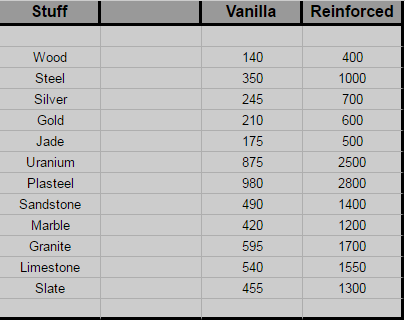 Stuff Vanilla Reinforced
Wood 140 400
Steel 350 1000
Silver 245 700
Gold 210 600
Jade 175 500
Uranium 875 2500
Plasteel 980 2800
Sandstone 490 1400
Marble 420 1200
Granite 595 1700
Limestone 540 1550
Slate 455 1300